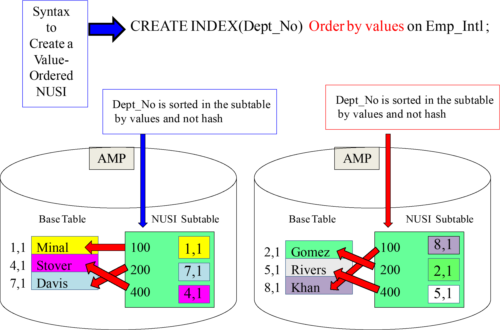 Syntax
to
Create a
Value-
Ordered
NUSI
CREATE INDEX(Dept_No) Order by values on Emp_Intl;
Dept_No is sorted in the subtable
by values and not hash
Dept_No is sorted in the subtable
by values and not hash
AMP
Base Table
NUSI Subtable
1,1 Minal 100 1,1
4,1 Stover 200 7,1
7,1 Davis 400 4,1
AMP
Base Table
NUSI Subtable
2,1 Gomez 100 8,1
5,1 Rivers 200 2,1
8,1 Khan 400 5,1